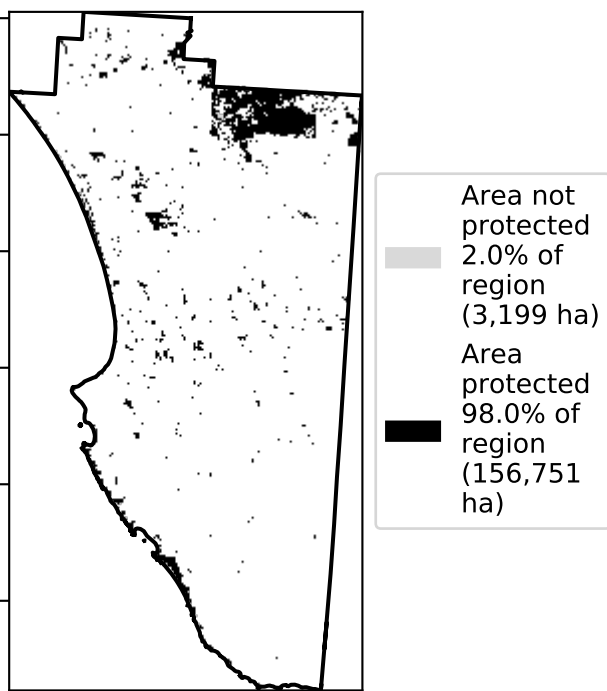 Area not
protected
2.0% of
region
(3,199 ha)
Area
protected
98.0% of
region
(156,751
ha)